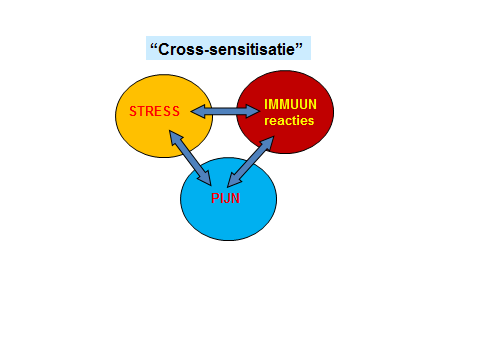 “Cross-sensitisatie”
STRESS
IMMUUN
reacties
PIJN